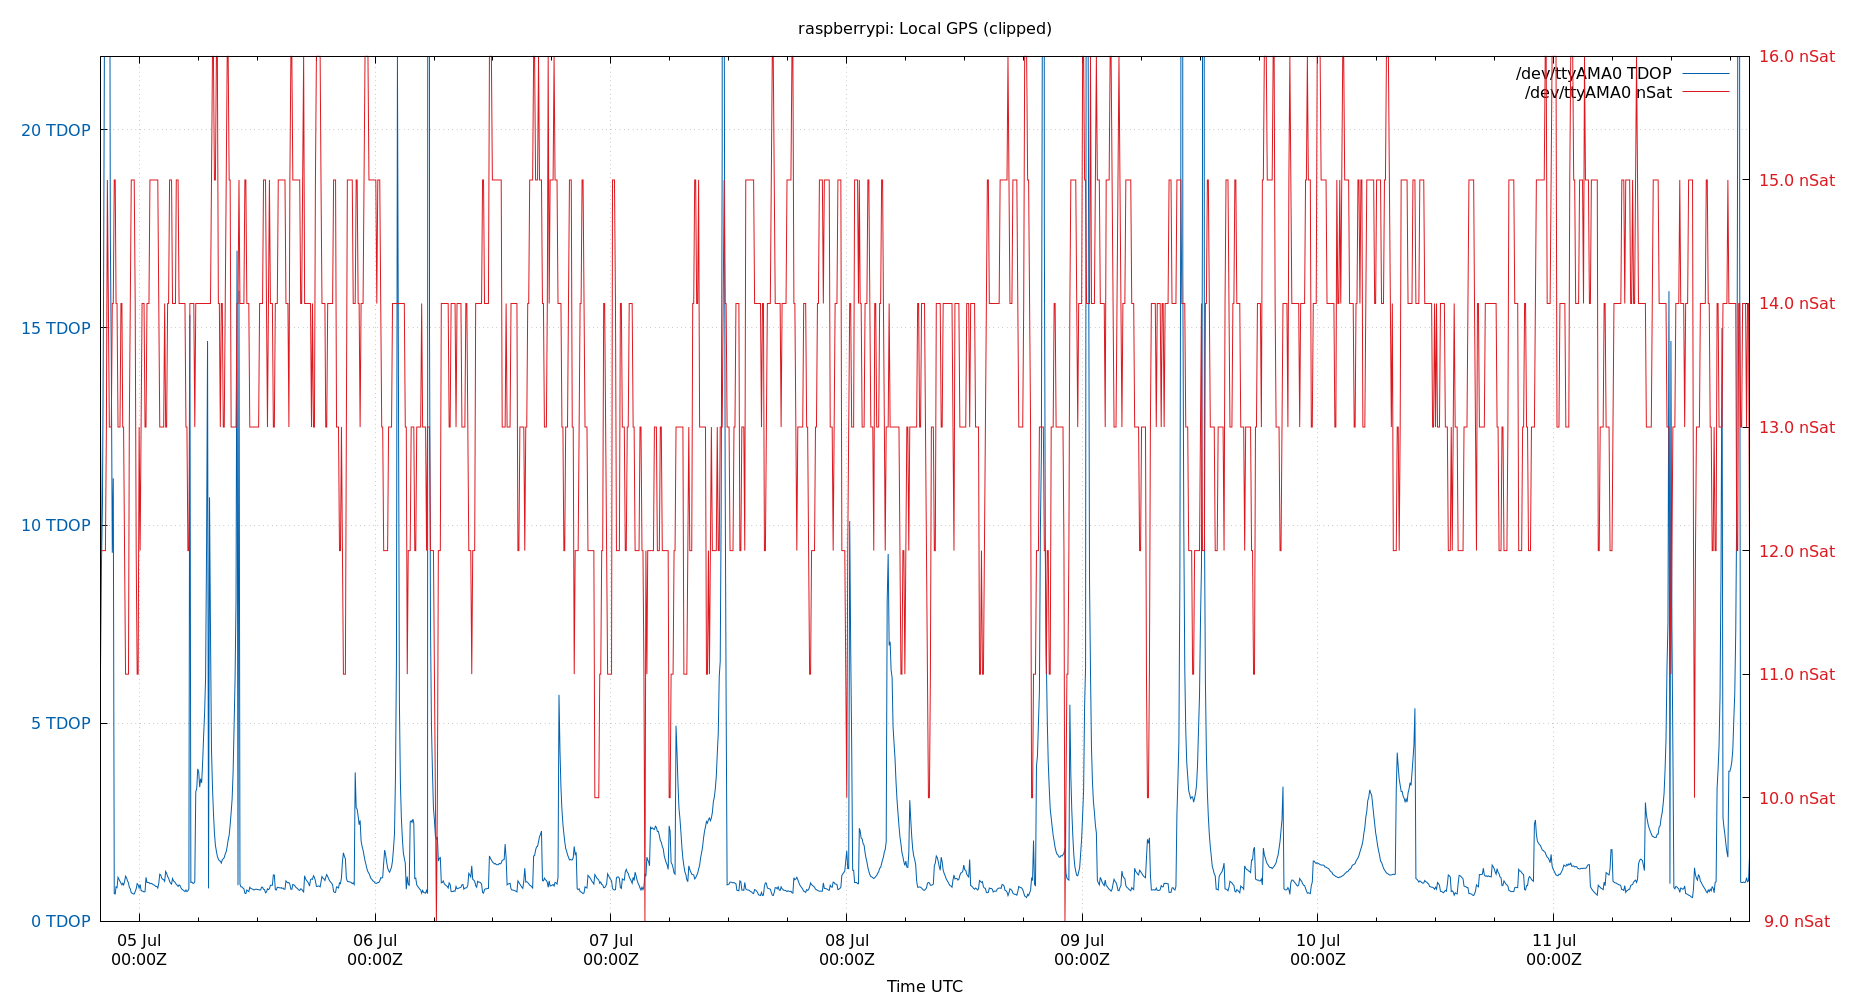 raspberrypi: Local GPS (clipped)
16.0 nSat
/dev/ttyAMA0 TDOP
/dev/ttyAMA0 nSat
20 TDOP
15.0 nSat
14.0 nSat
15 TDOP
13.0 nSat
10 TDOP
12.0 nSat
11.0 nSat
5 TDOP
10.0 nSat
0 TDOP
9.0 nSat
05 Jul 06 Jul 07 Jul 08 Jul 09 Jul 10 Jul 11 Jul
00:00Z 00:00Z 00:00Z 00:00Z 00:00Z 00:00Z 00:00Z
Time UTC